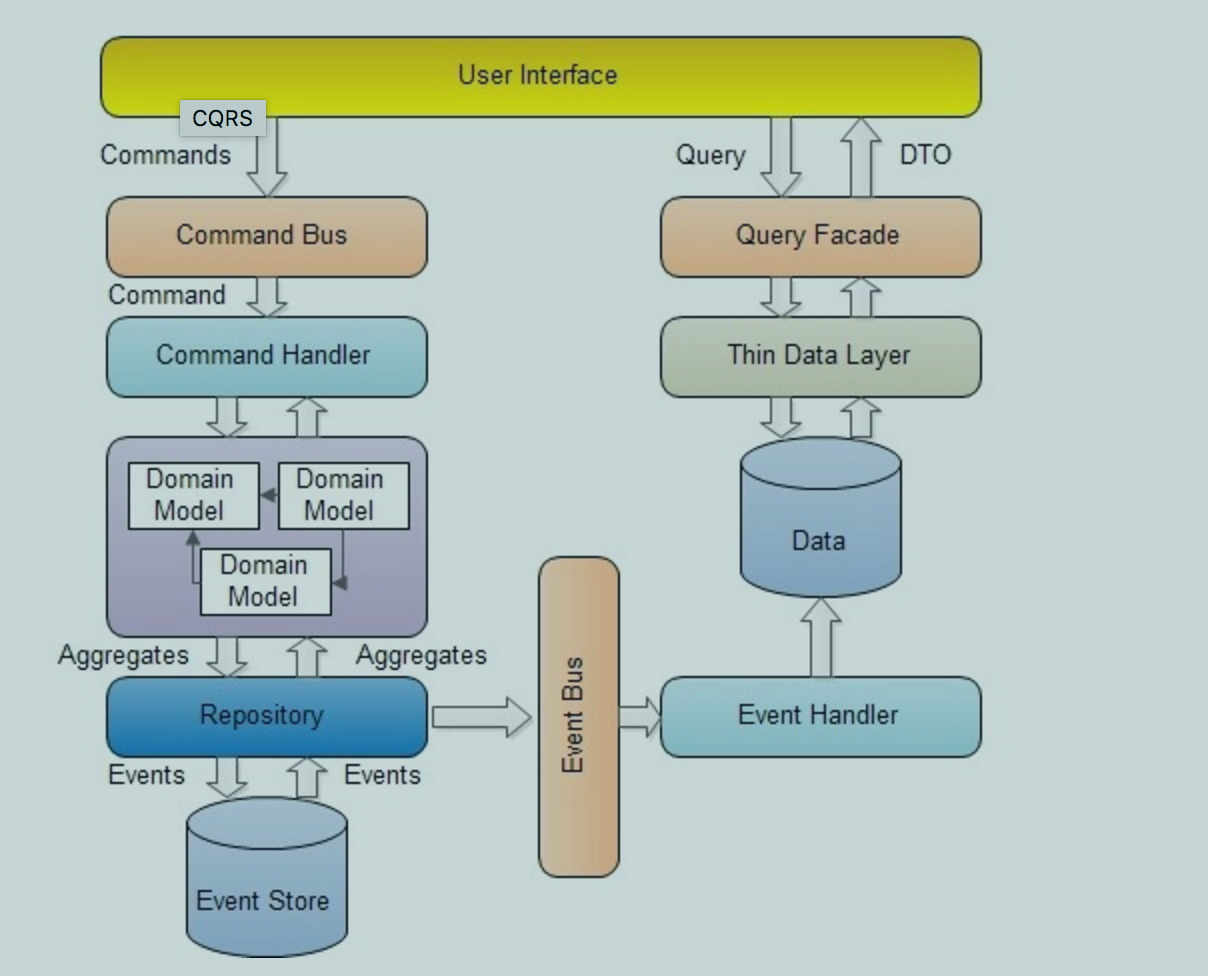 User Interface
CQRS
Commands
Query
DTO
Command Bus
Query Facade
Command
Command Handler
Thin Data Layer
Domain
Model
Domain
Model
Domain
Model
Data
Aggregates
Aggregates
Repository
Event Bus
Event Handler
Events
Events
Event Store